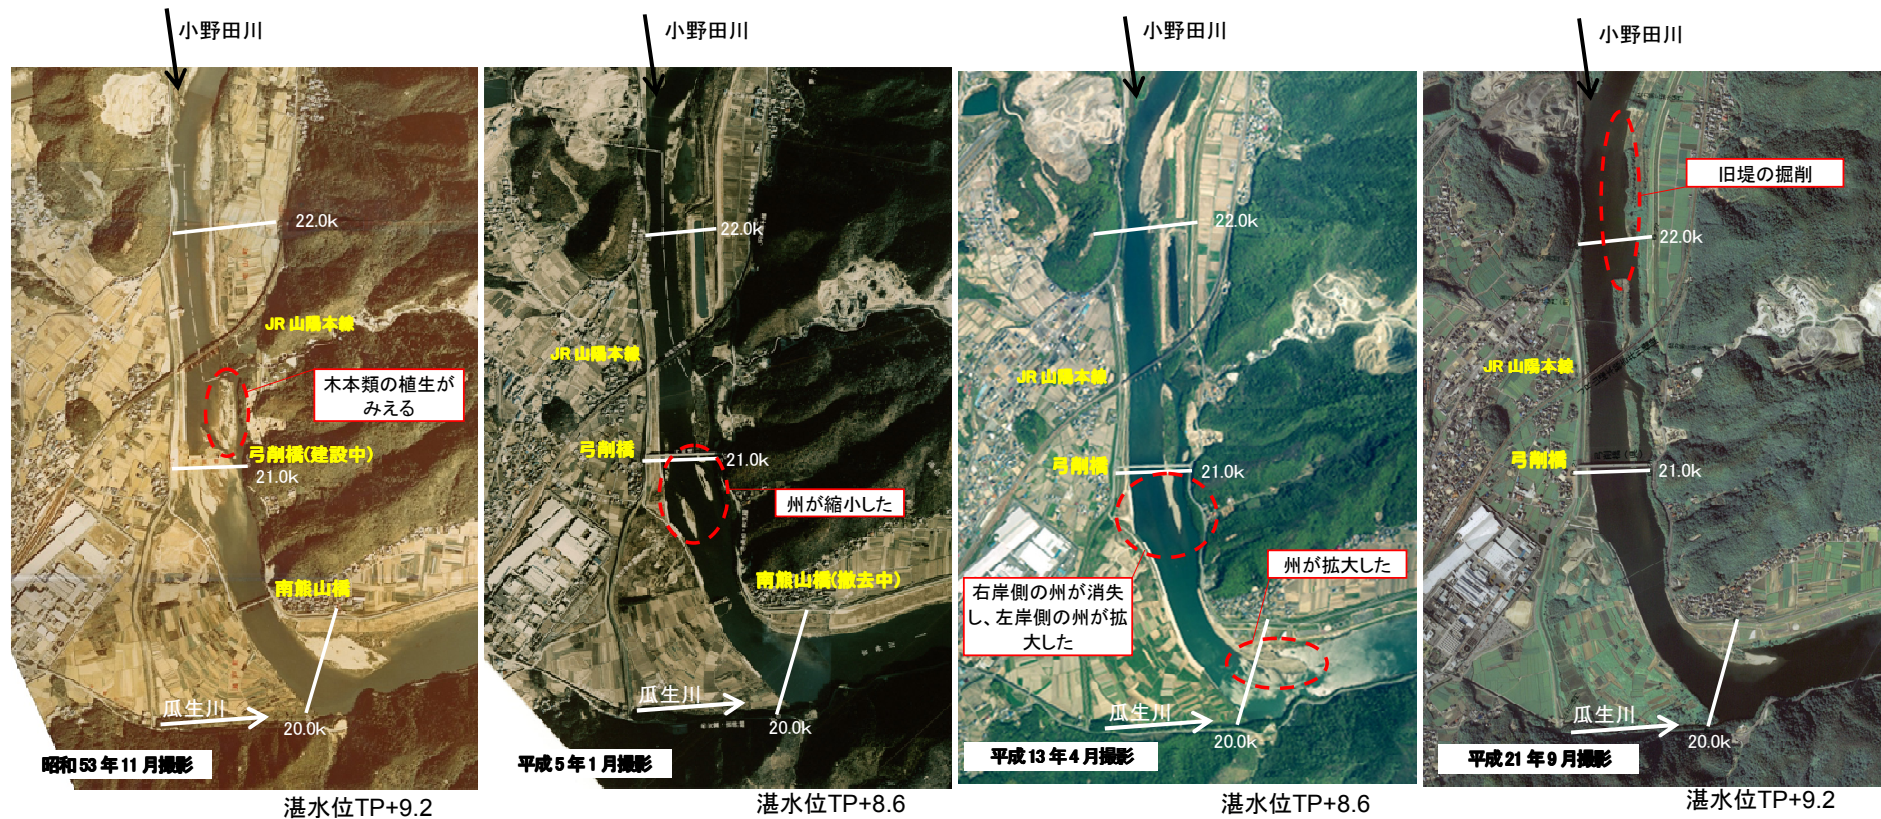 小野田川
22.0k
JR 山陽本線
木本類の植生が
みえる
弓削橋(建設中)
21.0k
南熊山橋
瓜生川
20.0k
昭和53年11月撮影
湛水位TP+9.2
小野田川
22.0k
JR 山陽本線
弓削橋
21.0k
州が縮小した
南熊山橋(撤去中)
瓜生川
20.0k
平成5年1月撮影
湛水位TP+8.6
小野田川
22.0k
JR 山陽本線
弓削橋
21.0k
州が拡大した
右岸側の州が消失
し、左岸側の州が拡
大した
瓜生川
20.0k
平成13年4月撮影
湛水位TP+8.6
小野田川
旧堤の掘削
22.0k
JR 山陽本線
弓削橋
21.0k
瓜生川
20.0k
平成21年9月撮影
湛水位TP+9.2